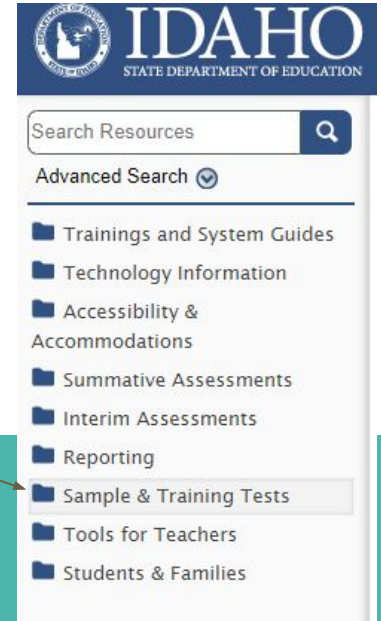 IDAHO
STATE DEPARTMENT OF EDUCATION
Search Resources
Advanced Search
Trainings and System Guides
Technology Information
Accessibility &
Accommodations
Summative Assessments
Interim Assessments
Reporting
Sample & Training Tests
Tools for Teachers
Students & Families